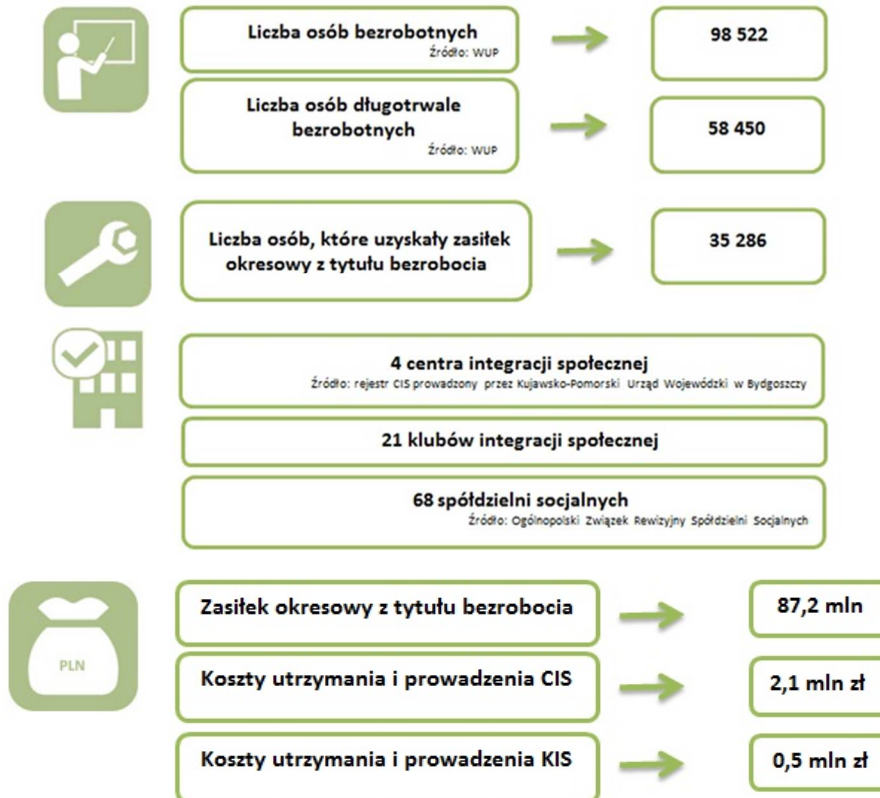 Liczba osób bezrobotnych
Źródło: WUP
98 522
Liczba osób długotrwale
bezrobotnych
Źródło: WUP
58 450
Liczba osób, które uzyskały zasiłek
okresowy z tytułu bezrobocia
35 286
4 centra integracji społecznej
Źródło: rejestr CIS prowadzony przez Kujawsko-Pomorski Urząd Wojewódzki w Bydgoszczy
21 klubów integracji społecznej
68 spółdzielni socjalnych
Źródło: Ogólnopolski Związek Rewizyjny Spółdzielni Socjalnych
PLN
Zasiłek okresowy z tytułu bezrobocia
87,2 mln
Koszty utrzymania i prowadzenia CIS
2,1 mln zł
Koszty utrzymania i prowadzenia KIS
0,5 mln zł